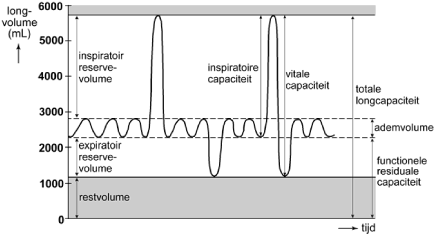 long-
volume
(mL)
6000
5000
4000
3000
2000
1000
0
inspiratoir
reserve-
volume
expiratoir
reserve-
volume
restvolume
inspiratoire
capaciteit
vitale
capaciteit
totale
longcapaciteit
ademvolume
functionele
residuale
capaciteit
tijd